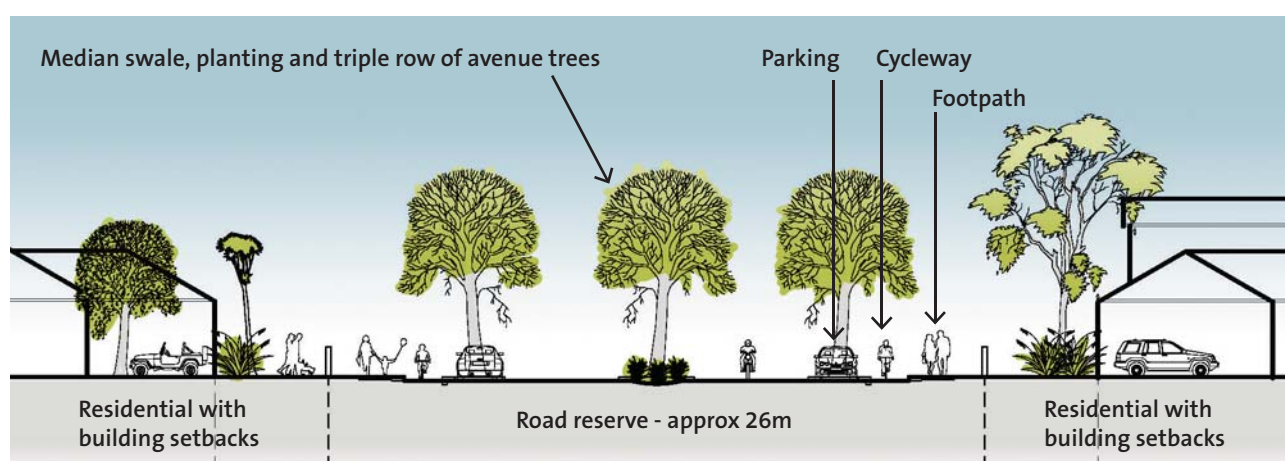 Median swale, planting and triple row of avenue trees
Parking
Cycleway
Footpath
Residential with
building setbacks
Road reserve - approx 26m
Residential with
building setbacks